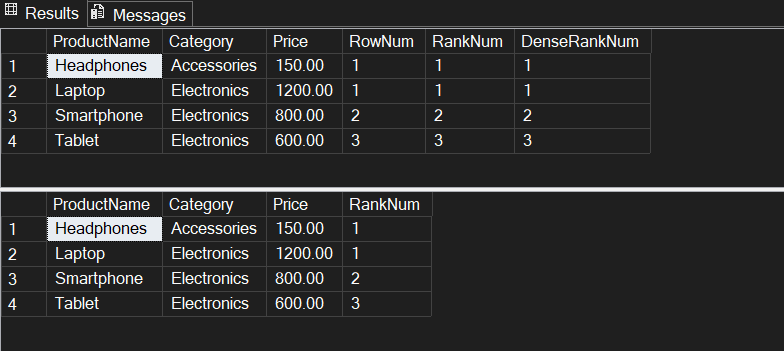 Results Messages
ProductName Category Price RowNum RankNum DenseRankNum
1 Headphones Accessories 150.00 1 1 1
2 Laptop Electronics 1200.00 1 1 1
3 Smartphone Electronics 800.00 2 2 2
4 Tablet Electronics 600.00 3 3 3
ProductName Category Price RankNum
1 Headphones Accessories 150.00 1
2 Laptop Electronics 1200.00 1
3 Smartphone Electronics 800.00 2
4 Tablet Electronics 600.00 3